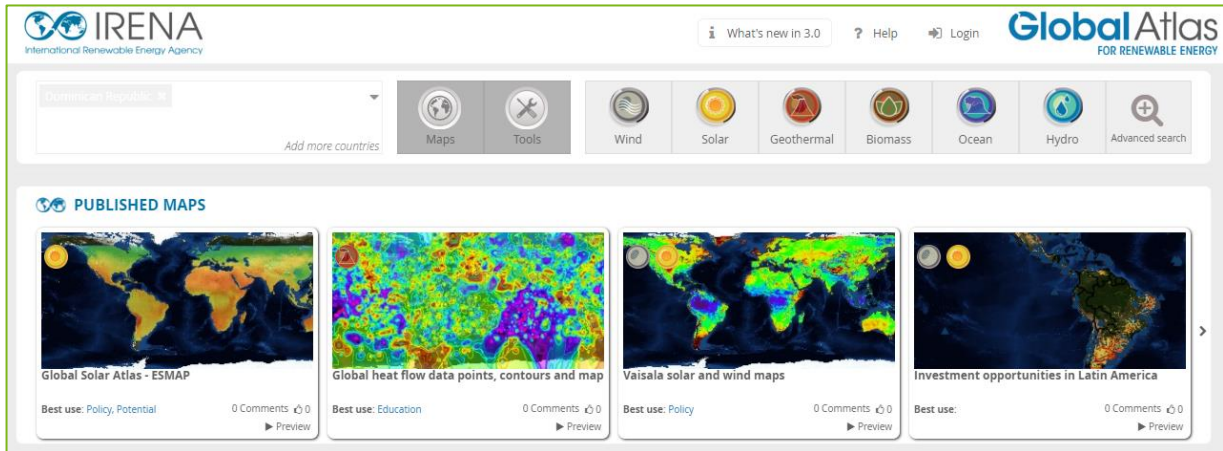 IRENA
International Renewable Energy Agency
i What's new in 3.0
? Help
Login
Global Atlas
FOR RENEWABLE ENERGY
Dominican Republic ✖
Add more countries
Maps
Tools
Wind
Solar
Geothermal
Biomass
Ocean
Hydro
Advanced search
PUBLISHED MAPS
Global Solar Atlas - ESMAP
Best use: Policy, Potential
0 Comments 0
Preview
Global heat flow data points, contours and map
Best use: Education
0 Comments 0
Preview
Vaisala solar and wind maps
Best use: Policy
0 Comments 0
Preview
Investment opportunities in Latin America
Best use:
0 Comments 0
Preview